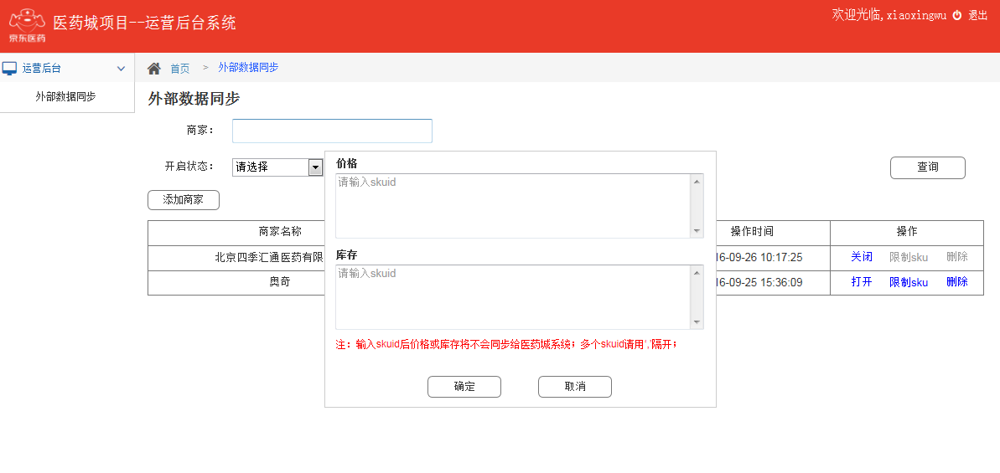 医药城项目--运营后台系统
欢迎光临,xiaoxingwu 退出
京东医药
运营后台
首页 > 外部数据同步
外部数据同步
外部数据同步
商家：
开启状态： 请选择
查询
添加商家
商家名称 操作时间 操作
北京四季汇通医药有限 16-09-26 10:17:25 关闭 限制sku 删除
奥奇 16-09-25 15:36:09 打开 限制sku 删除
价格
请输入skuid
库存
请输入skuid
注：输入skuid后价格或库存将不会同步给医药城系统；多个skuid请用','隔开；
确定 取消